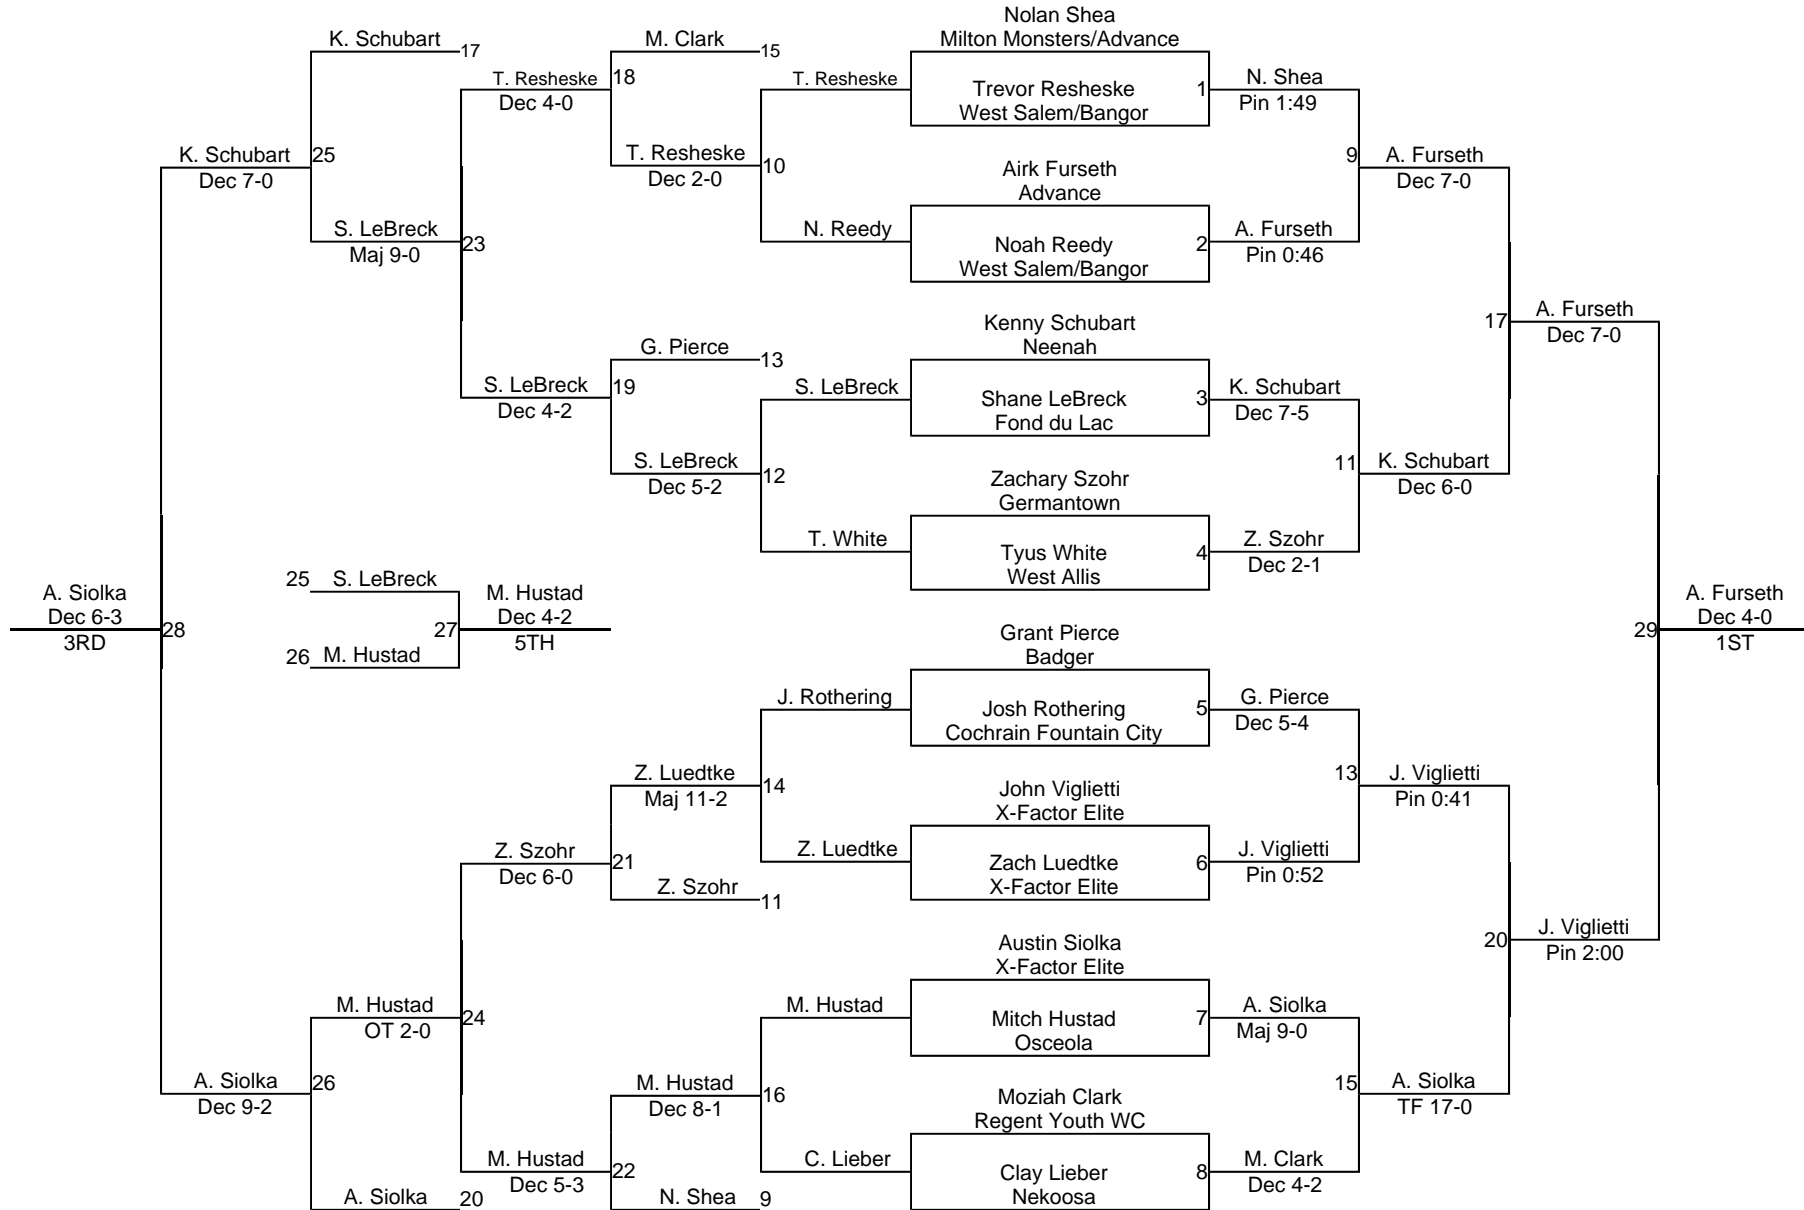 Nolan Shea
K. Schubart
17
M. Clark
15
Milton Monsters/Advance
T. Resheske
Dec 4-0
18
T. Resheske
Trevor Resheske
West Salem/Bangor
1
N. Shea
Pin 1:49
K. Schubart
Dec 7-0
25
T. Resheske
Dec 2-0
10
Airk Furseth
Advance
9
A. Furseth
Dec 7-0
S. LeBreck
Maj 9-0
23
N. Reedy
Noah Reedy
West Salem/Bangor
2
A. Furseth
Pin 0:46
G. Pierce
13
Kenny Schubart
Neenah
17
A. Furseth
Dec 7-0
S. LeBreck
Dec 4-2
19
S. LeBreck
Shane LeBreck
Fond du Lac
3
K. Schubart
Dec 7-5
S. LeBreck
Dec 5-2
12
Zachary Szohr
Germantown
11
K. Schubart
Dec 6-0
T. White
Tyus White
West Allis
4
Z. Szohr
Dec 2-1
A. Siolka
Dec 6-3
3RD
28
25
S. LeBreck
26
M. Hustad
27
M. Hustad
Dec 4-2
5TH
29
A. Furseth
Dec 4-0
1ST
Grant Pierce
Badger
J. Rothering
Josh Rothering
Cochrain Fountain City
5
G. Pierce
Dec 5-4
Z. Luedtke
Maj 11-2
14
John Viglietti
X-Factor Elite
13
J. Viglietti
Pin 0:41
Z. Szohr
Dec 6-0
21
Z. Luedtke
Zach Luedtke
X-Factor Elite
6
J. Viglietti
Pin 0:52
Z. Szohr
11
Austin Siolka
X-Factor Elite
20
J. Viglietti
Pin 2:00
M. Hustad
OT 2-0
24
M. Hustad
Mitch Hustad
Osceola
7
A. Siolka
Maj 9-0
A. Siolka
Dec 9-2
26
M. Hustad
Dec 8-1
16
Moziah Clark
Regent Youth WC
15
A. Siolka
TF 17-0
M. Hustad
Dec 5-3
22
C. Lieber
Clay Lieber
Nekoosa
8
M. Clark
Dec 4-2
A. Siolka
20
N. Shea
9